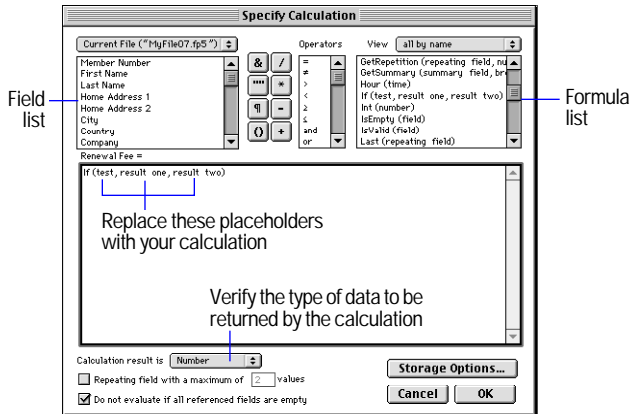 Specify Calculation
Current File ("MyFile07.fp5")
Operators
View
all by name
Member Number
First Name
Last Name
Home Address 1
Home Address 2
City
Country
Company
& /
"" *
¶ -
() +
=
≠
>
<
≥
≤
and
or
GetRepetition (repeating field, nu
GetSummary (summary field, bre
Hour (time)
If (test, result one, result two)
Int (number)
IsEmpty (field)
IsValid (field)
Last (repeating field)
Field
list
Formula
list
Renewal Fee =
If (test, result one, result two)
Replace these placeholders
with your calculation
Verify the type of data to be
returned by the calculation
Calculation result is Number
Repeating field with a maximum of 2 values
Do not evaluate if all referenced fields are empty
Storage Options...
Cancel OK